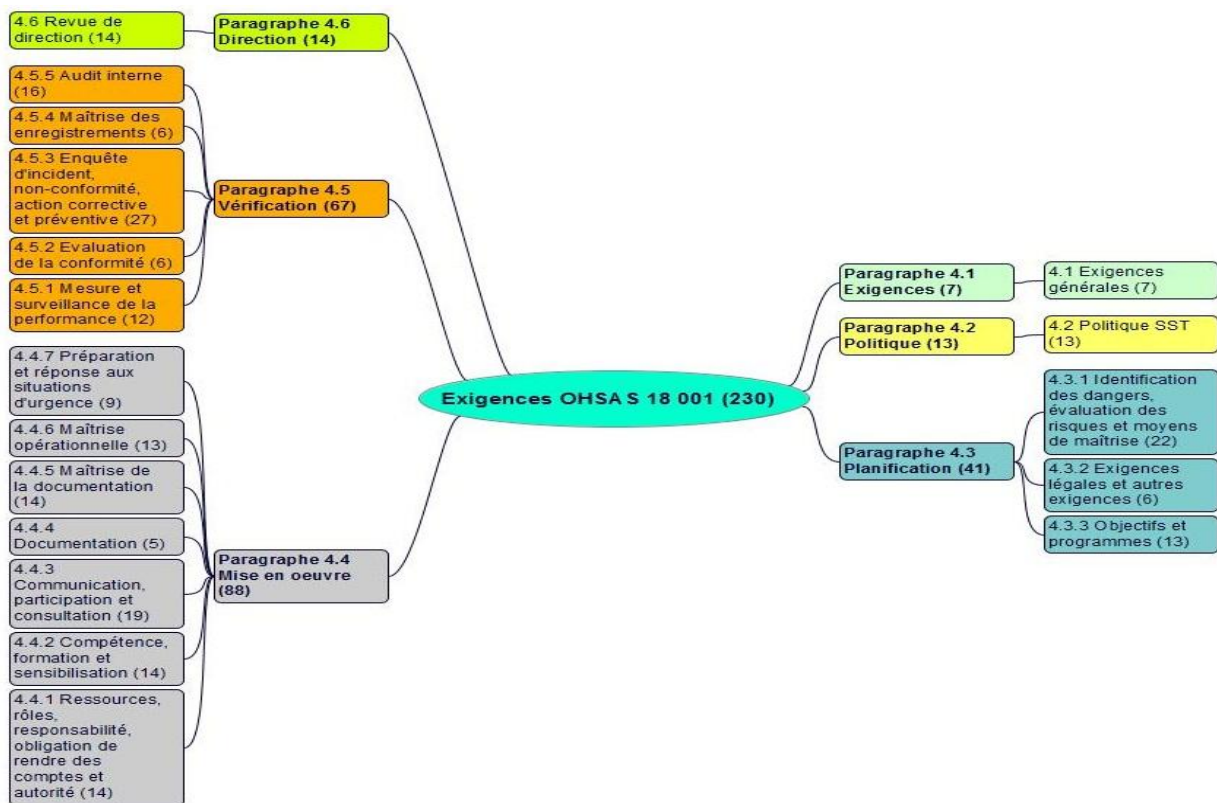 4.6 Revue de
direction (14)
Paragraphe 4.6
Direction (14)
4.5.5 Audit interne
(16)
4.5.4 Maîtrise des
enregistrements (6)
4.5.3 Enquête
d'incident,
non-conformité,
action corrective
et préventive (27)
4.5.2 Evaluation
de la conformité (6)
4.5.1 Mesure et
surveillance de la
performance (12)
Paragraphe 4.5
Vérification (67)
4.4.7 Préparation
et réponse aux
situations
d'urgence (9)
4.4.6 Maîtrise
opérationnelle (13)
4.4.5 Maîtrise de
la documentation
(14)
4.4.4
Documentation (5)
4.4.3
Communication,
participation et
consultation (19)
4.4.2 Compétence,
formation et
sensibilisation (14)
4.4.1 Ressources,
rôles,
responsabilité,
obligation de
rendre des
comptes et
autorité (14)
Paragraphe 4.4
Mise en oeuvre
(88)
Exigences OHSAS 18 001 (230)
Paragraphe 4.1
Exigences (7)
4.1 Exigences
générales (7)
Paragraphe 4.2
Politique (13)
4.2 Politique SST
(13)
Paragraphe 4.3
Planification (41)
4.3.1 Identification
des dangers,
évaluation des
risques et moyens
de maîtrise (22)
4.3.2 Exigences
légales et autres
exigences (6)
4.3.3 Objectifs et
programmes (13)